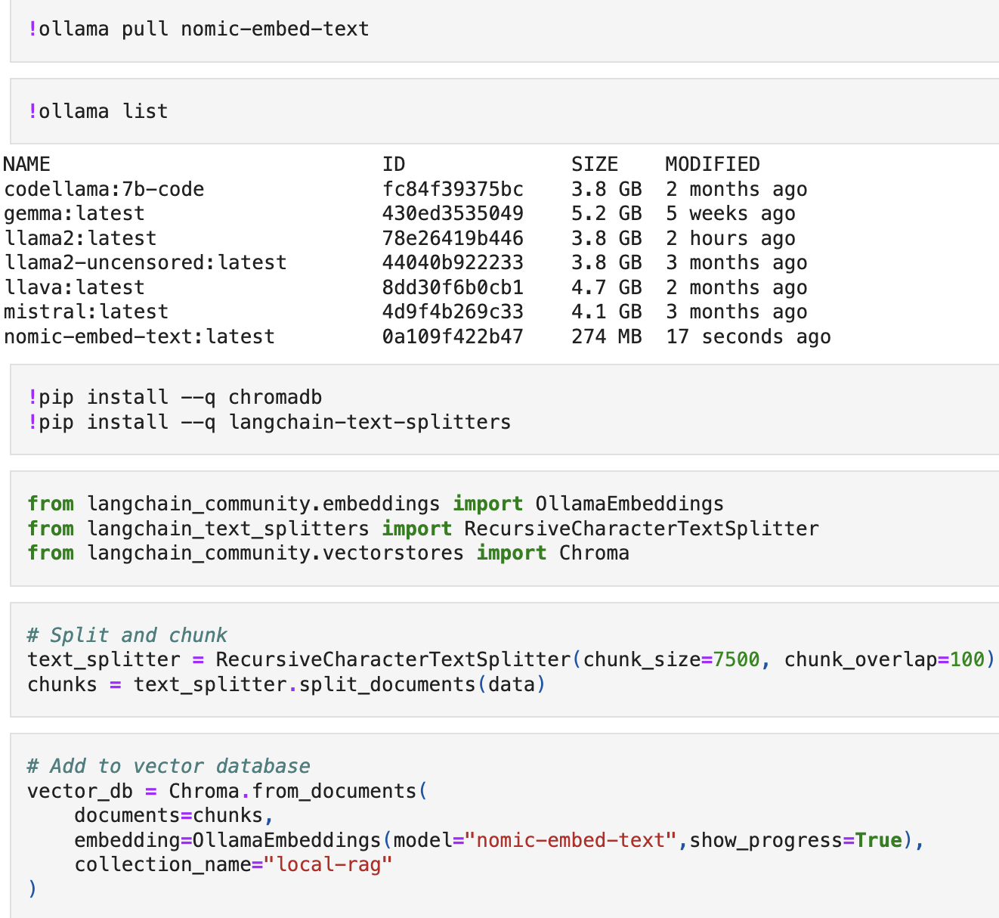 !ollama pull nomic-embed-text
!ollama list
NAME ID SIZE MODIFIED
codellama:7b-code fc84f39375bc 3.8 GB 2 months ago
gemma:latest 430ed3535049 5.2 GB 5 weeks ago
llama2:latest 78e26419b446 3.8 GB 2 hours ago
llama2-uncensored:latest 44040b922233 3.8 GB 3 months ago
llava:latest 8dd30f6b0cb1 4.7 GB 2 months ago
mistral:latest 4d9f4b269c33 4.1 GB 3 months ago
nomic-embed-text:latest 0a109f422b47 274 MB 17 seconds ago
!pip install --q chromadb
!pip install --q langchain-text-splitters
from langchain_community.embeddings import OllamaEmbeddings
from langchain_text_splitters import RecursiveCharacterTextSplitter
from langchain_community.vectorstores import Chroma
# Split and chunk
text_splitter = RecursiveCharacterTextSplitter(chunk_size=7500, chunk_overlap=100)
chunks = text_splitter.split_documents(data)
# Add to vector database
vector_db = Chroma.from_documents(
    documents=chunks,
    embedding=OllamaEmbeddings(model="nomic-embed-text",show_progress=True),
    collection_name="local-rag"
)